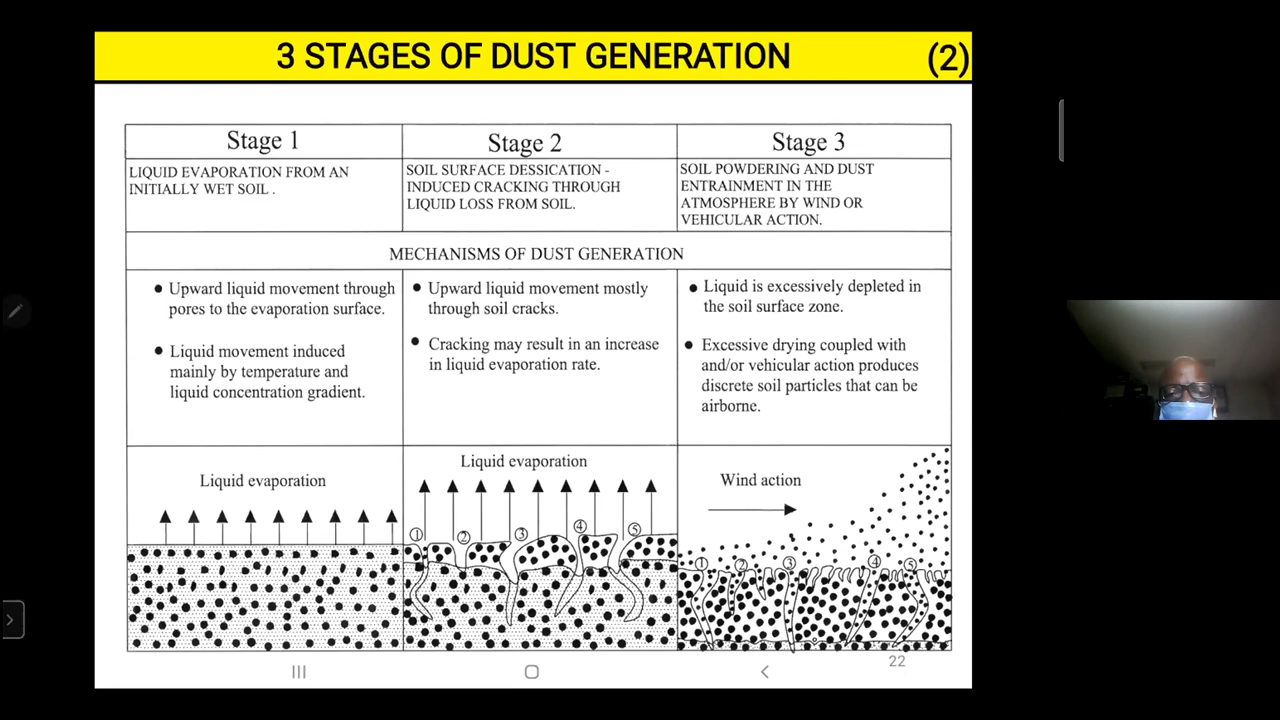 3 STAGES OF DUST GENERATION (2)
Stage 1
Stage 2
Stage 3
LIQUID EVAPORATION FROM AN
INITIALLY WET SOIL .
SOIL SURFACE DESSICATION -
INDUCED CRACKING THROUGH
LIQUID LOSS FROM SOIL.
SOIL POWDERING AND DUST
ENTRAINMENT IN THE
ATMOSPHERE BY WIND OR
VEHICULAR ACTION.
MECHANISMS OF DUST GENERATION
● Upward liquid movement through
pores to the evaporation surface.
● Liquid movement induced
mainly by temperature and
liquid concentration gradient.
● Upward liquid movement mostly
through soil cracks.
● Cracking may result in an increase
in liquid evaporation rate.
● Liquid is excessively depleted in
the soil surface zone.
● Excessive drying coupled with
and/or vehicular action produces
discrete soil particles that can be
airborne.
Liquid evaporation
Liquid evaporation
① ② ③ ④ ⑤
Wind action
① ② ③ ④ ⑤
22